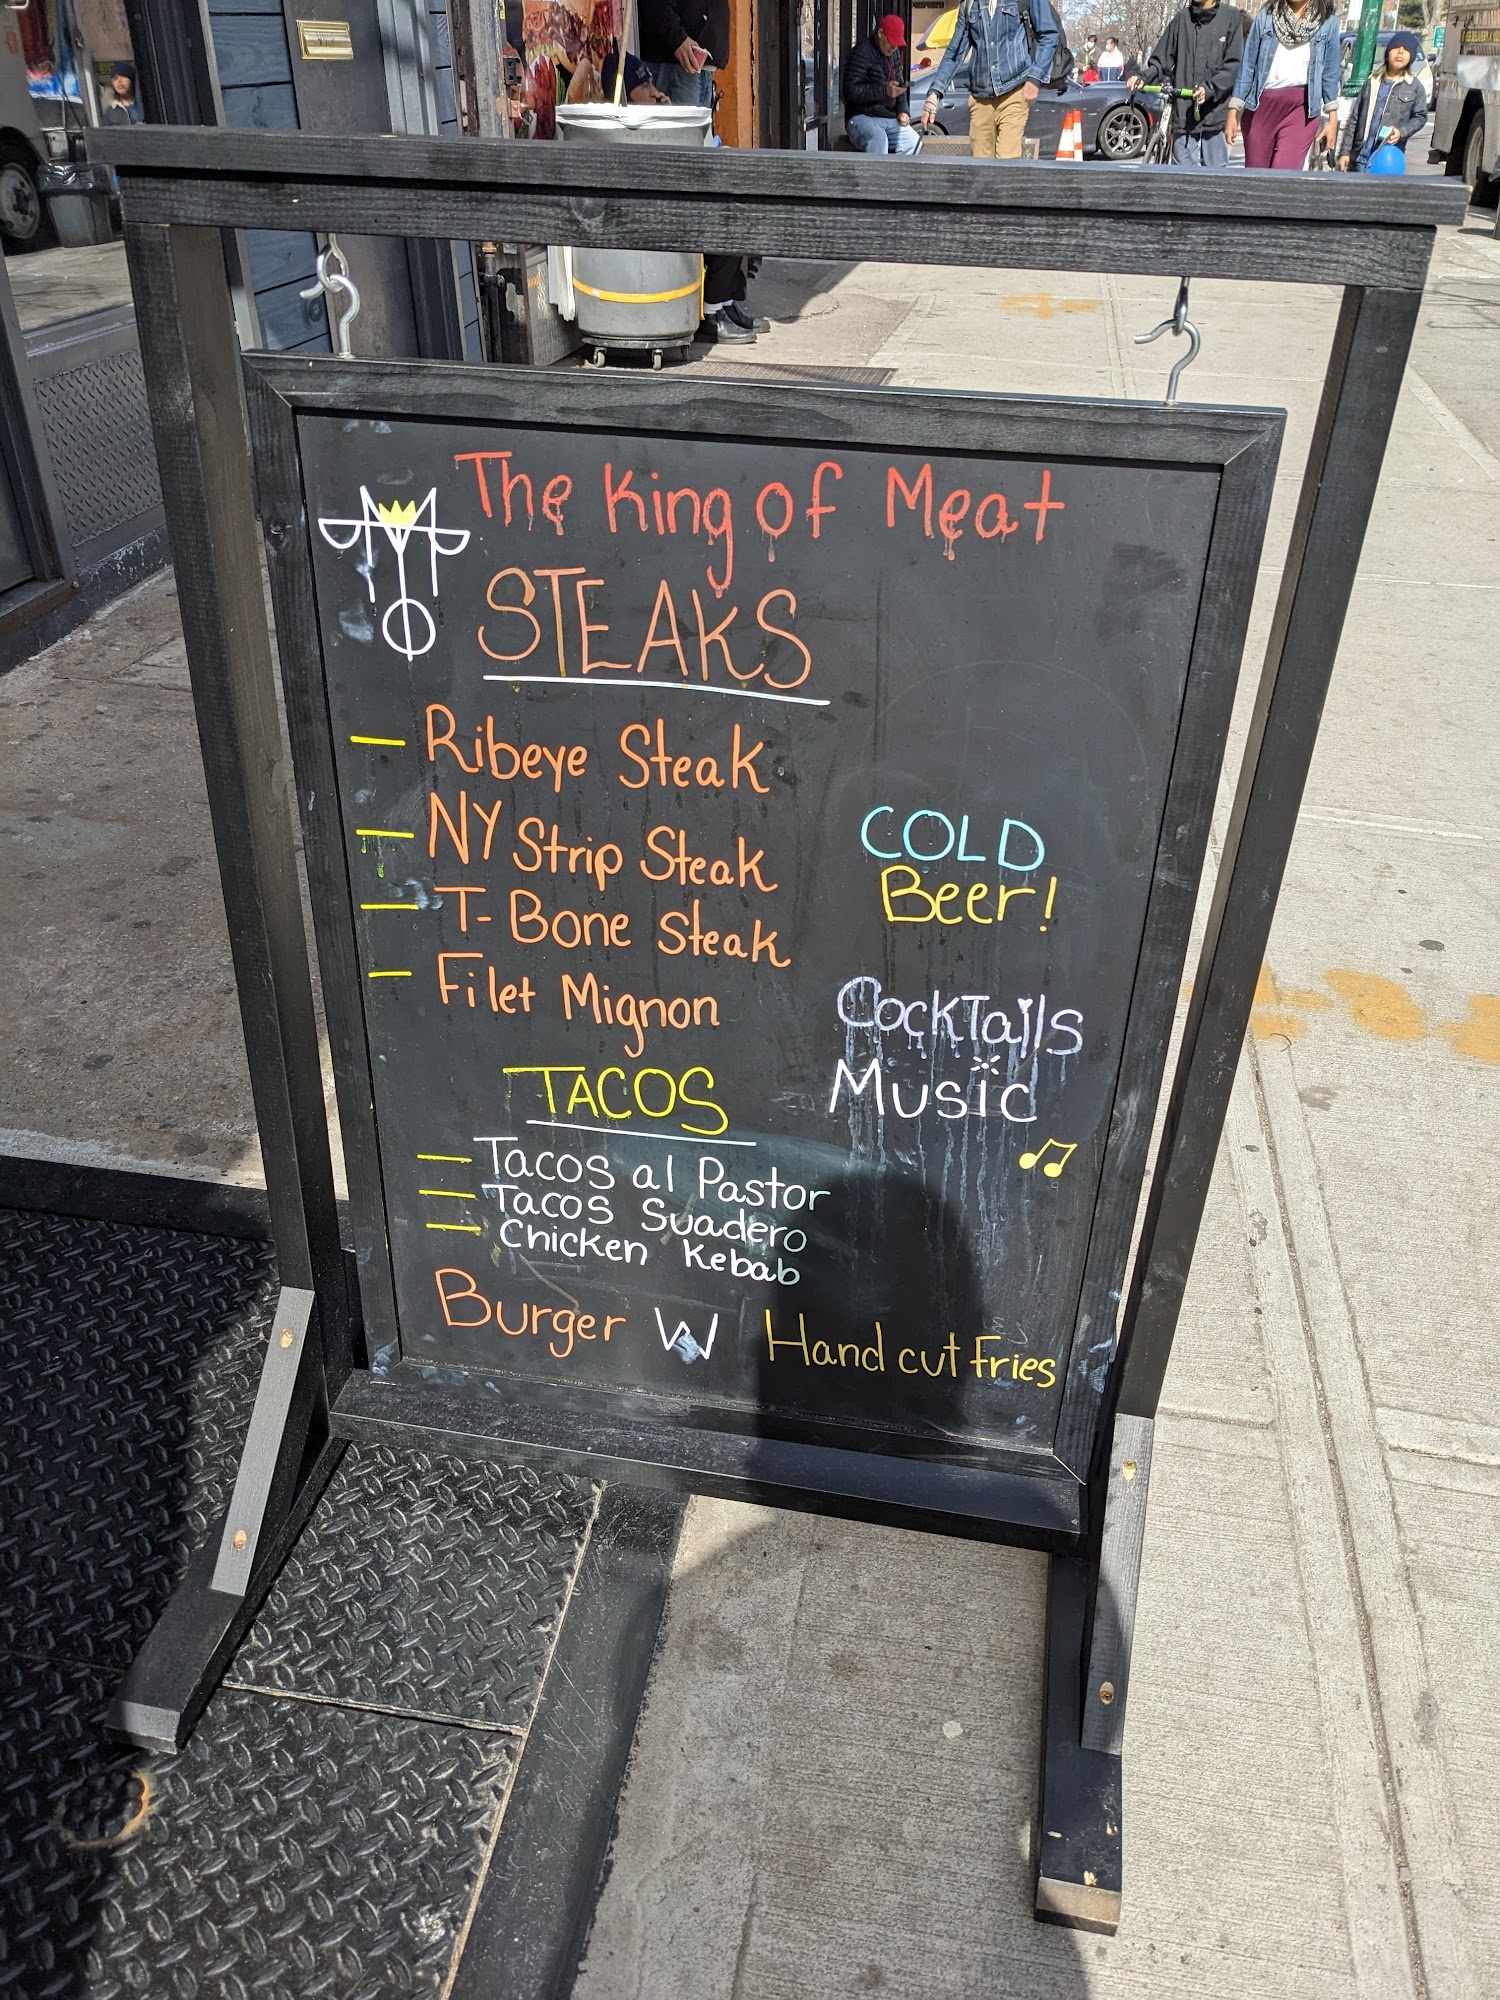 The King of Meat
STEAKS
– Ribeye Steak
– NY Strip Steak
– T-Bone Steak
– Filet Mignon
COLD
Beer!
Cocktails
Music
TACOS
– Tacos al Pastor
– Tacos Suadero
– Chicken Kebab
Burger W Hand cut fries